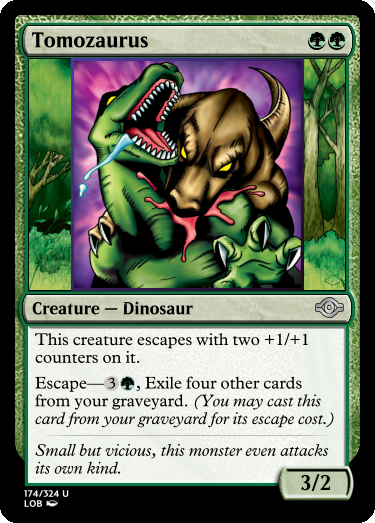 Tomozaurus
Creature — Dinosaur
This creature escapes with two +1/+1
counters on it.
Escape—3, Exile four other cards
from your graveyard. (You may cast this
card from your graveyard for its escape cost.)
Small but vicious, this monster even attacks
its own kind.
3/2
174/324 U
LOB